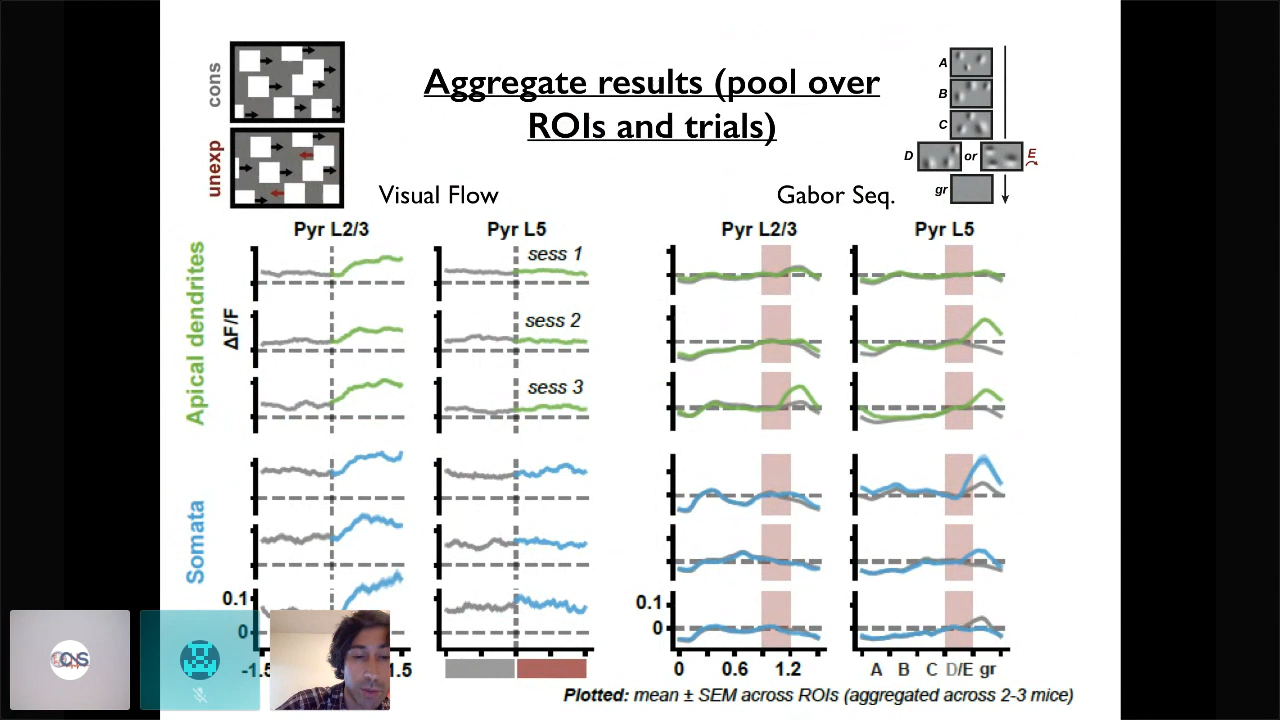 cons
unexp
Aggregate results (pool over
ROIs and trials)
A
B
C
D or E
gr
Visual Flow
Gabor Seq.
Pyr L2/3
Pyr L5
Pyr L2/3
Pyr L5
Apical dendrites
ΔF/F
sess 1
sess 2
sess 3
Somata
0.1
0
0.1
0
-1.5
1.5
0 0.6 1.2
A B C D/E gr
Plotted: mean ± SEM across ROIs (aggregated across 2-3 mice)